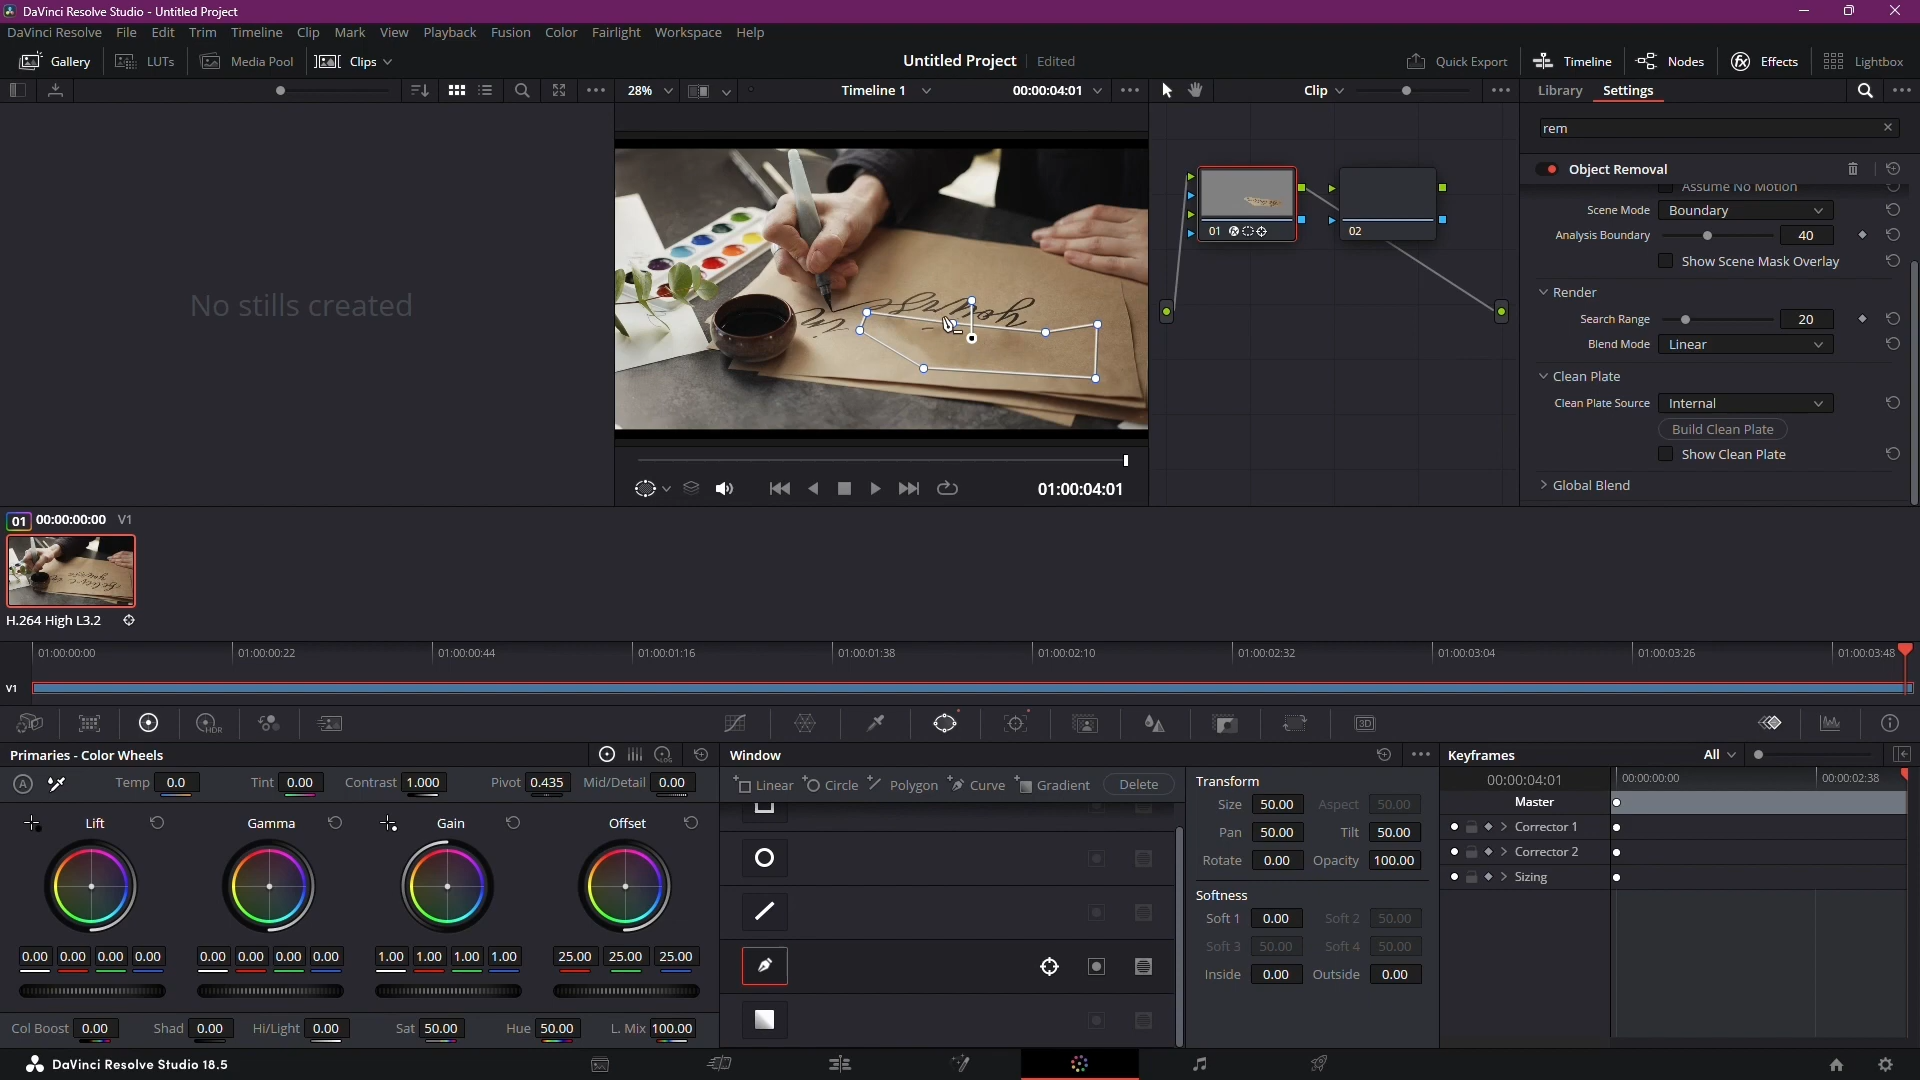 DaVinci Resolve Studio - Untitled Project
DaVinci Resolve File Edit Trim Timeline Clip Mark View Playback Fusion Color Fairlight Workspace Help
Gallery LUTs Media Pool Clips Untitled Project Edited Quick Export Timeline Nodes Effects Lightbox
28% Timeline 1 00:00:04:01 Clip Library Settings
rem
Object Removal
Assume No Motion
Scene Mode Boundary
Analysis Boundary 40
Show Scene Mask Overlay
Render
Search Range 20
Blend Mode Linear
Clean Plate
Clean Plate Source Internal
Build Clean Plate
Show Clean Plate
Global Blend
No stills created
01 02
01:00:04:01
01 00:00:00:00 V1
H.264 High L3.2
01:00:00:00 01:00:00:22 01:00:00:44 01:00:01:16 01:00:01:38 01:00:02:10 01:00:02:32 01:00:03:04 01:00:03:26 01:00:03:48
V1
HDR 3D
Primaries - Color Wheels LOG
A Temp 0.0 Tint 0.00 Contrast 1.000 Pivot 0.435 Mid/Detail 0.00
Lift Gamma Gain Offset
0.00 0.00 0.00 0.00 0.00 0.00 0.00 0.00 1.00 1.00 1.00 1.00 25.00 25.00 25.00
Col Boost 0.00 Shad 0.00 Hi/Light 0.00 Sat 50.00 Hue 50.00 L. Mix 100.00
Window
Linear Circle Polygon Curve Gradient Delete
Transform
Size 50.00 Aspect 50.00
Pan 50.00 Tilt 50.00
Rotate 0.00 Opacity 100.00
Softness
Soft 1 0.00 Soft 2 50.00
Soft 3 50.00 Soft 4 50.00
Inside 0.00 Outside 0.00
Keyframes All
00:00:04:01 00:00:00:00 00:00:02:38
Master
Corrector 1
Corrector 2
Sizing
DaVinci Resolve Studio 18.5